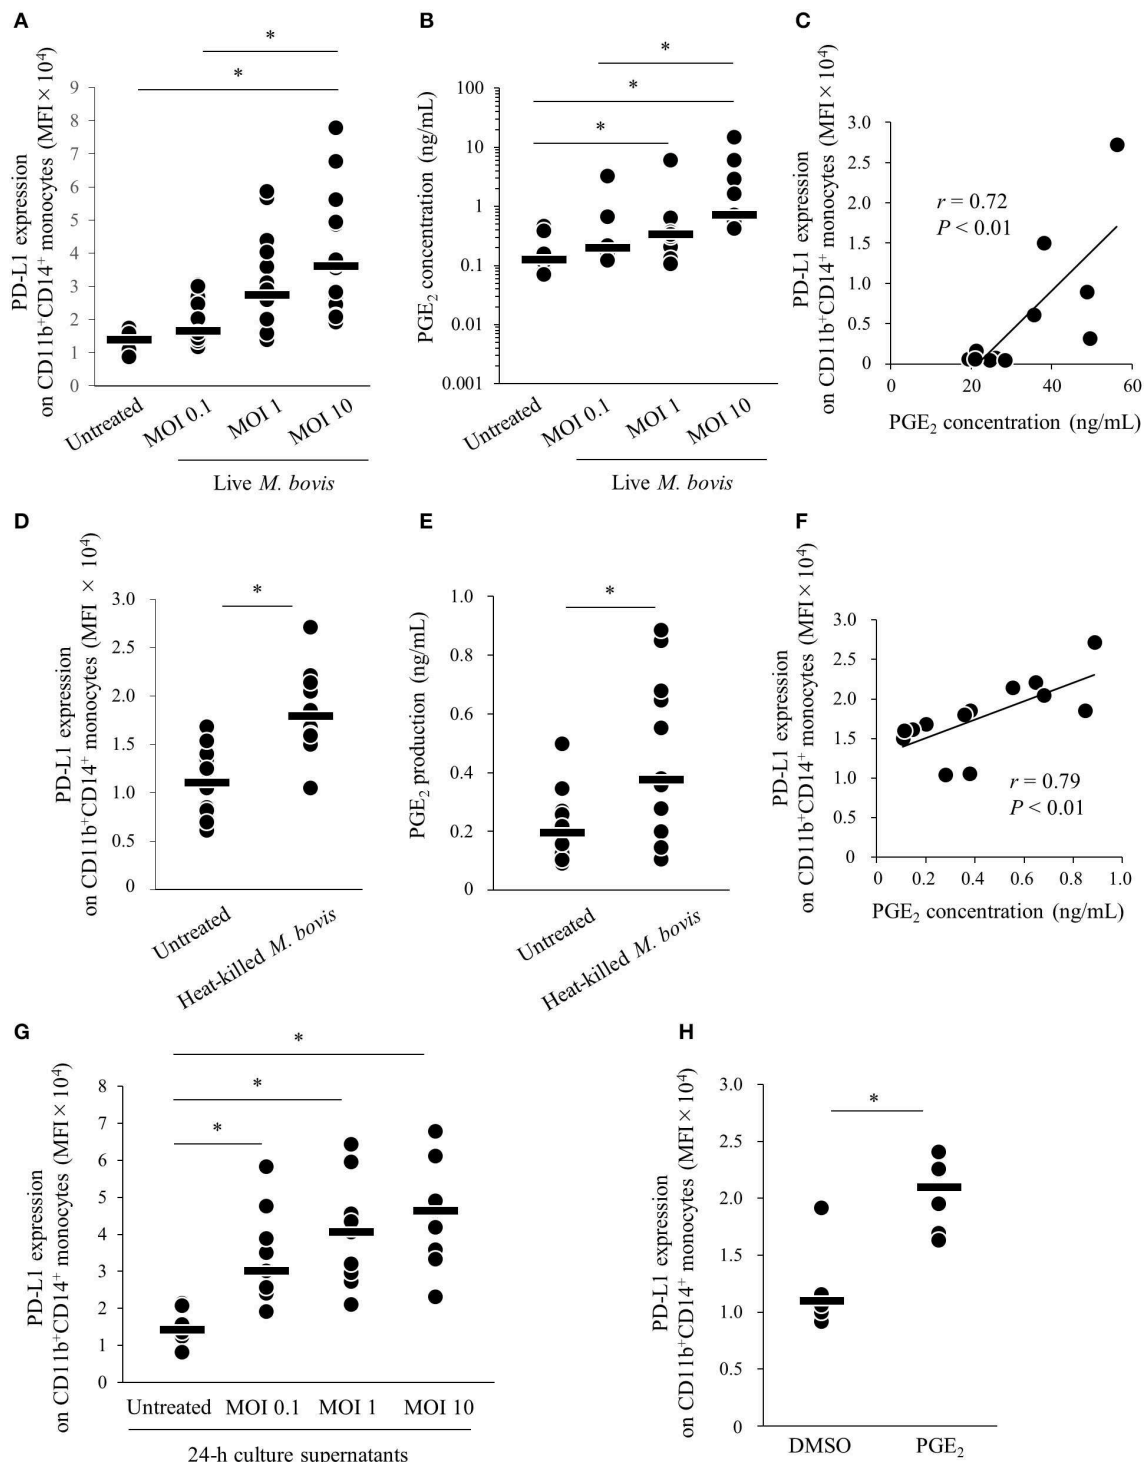 A
PD-L1 expression
on CD11b⁺CD14⁺ monocytes (MFI × 10⁴)
9
8
7
6
5
4
3
2
1
0
*
*
Untreated
MOI 0.1
MOI 1
MOI 10
Live M. bovis
B
PGE₂ concentration (ng/mL)
100
10
1
0.1
0.01
0.001
*
*
*
Untreated
MOI 0.1
MOI 1
MOI 10
Live M. bovis
C
PD-L1 expression
on CD11b⁺CD14⁺ monocytes (MFI × 10⁴)
3.0
2.5
2.0
1.5
1.0
0.5
0
r = 0.72
P < 0.01
0
20
40
60
PGE₂ concentration (ng/mL)
D
PD-L1 expression
on CD11b⁺CD14⁺ monocytes (MFI × 10⁴)
3.0
2.5
2.0
1.5
1.0
0.5
0
*
Untreated
Heat-killed M. bovis
E
PGE₂ production (ng/mL)
1.0
0.8
0.6
0.4
0.2
0
*
Untreated
Heat-killed M. bovis
F
PD-L1 expression
on CD11b⁺CD14⁺ monocytes (MFI × 10⁴)
3.0
2.5
2.0
1.5
1.0
0.5
0
r = 0.79
P < 0.01
0
0.2
0.4
0.6
0.8
1.0
PGE₂ concentration (ng/mL)
G
PD-L1 expression
on CD11b⁺CD14⁺ monocytes (MFI × 10⁴)
8
7
6
5
4
3
2
1
0
*
*
*
Untreated
MOI 0.1
MOI 1
MOI 10
24-h culture supernatants
H
PD-L1 expression
on CD11b⁺CD14⁺ monocytes (MFI × 10⁴)
3.0
2.5
2.0
1.5
1.0
0.5
0
*
DMSO
PGE₂